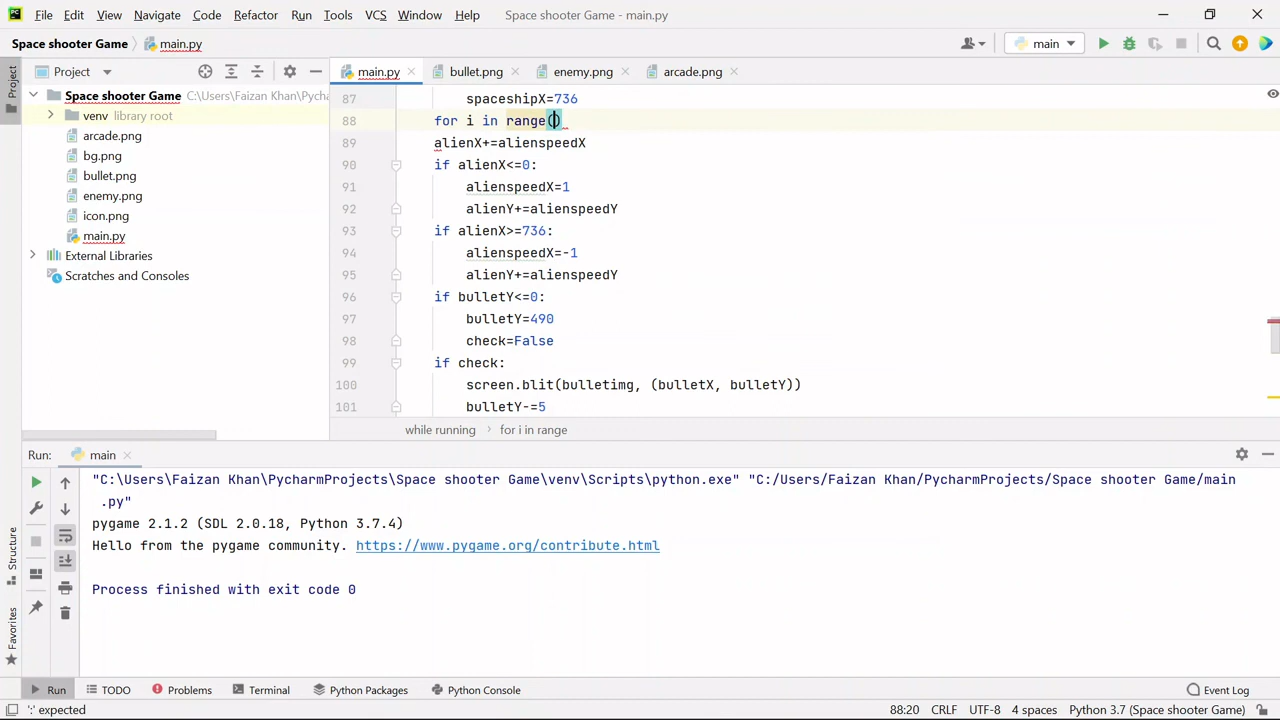 File Edit View Navigate Code Refactor Run Tools VCS Window Help Space shooter Game - main.py
Space shooter Game main.py main
Project main.py bullet.png enemy.png arcade.png
Space shooter Game C:\Users\Faizan Khan\Pycha
venv library root
arcade.png
bg.png
bullet.png
enemy.png
icon.png
main.py
External Libraries
Scratches and Consoles
87 spaceshipX=736
88 for i in range()
89 alienX+=alienspeedX
90 if alienX<=0:
91 alienspeedX=1
92 alienY+=alienspeedY
93 if alienX>=736:
94 alienspeedX=-1
95 alienY+=alienspeedY
96 if bulletY<=0:
97 bulletY=490
98 check=False
99 if check:
100 screen.blit(bulletimg, (bulletX, bulletY))
101 bulletY-=5
while running for i in range
Project
Structure
Favorites
Run: main
"C:\Users\Faizan Khan\PycharmProjects\Space shooter Game\venv\Scripts\python.exe" "C:/Users/Faizan Khan/PycharmProjects/Space shooter Game/main
.py"
pygame 2.1.2 (SDL 2.0.18, Python 3.7.4)
Hello from the pygame community. https://www.pygame.org/contribute.html
Process finished with exit code 0
Run TODO Problems Terminal Python Packages Python Console Event Log
':' expected 88:20 CRLF UTF-8 4 spaces Python 3.7 (Space shooter Game)